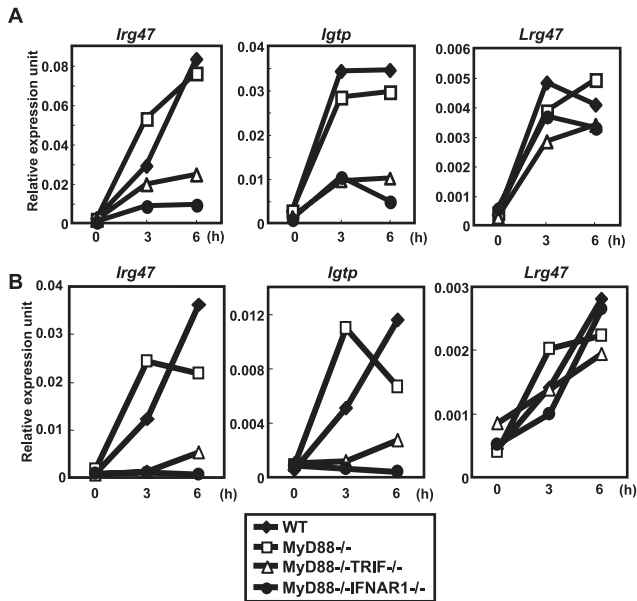 A
Irg47
Igtp
Lrg47
Relative expression unit
0.08
0.06
0.04
0.02
0
0 3 6 (h)
0.04
0.03
0.02
0.01
0
0 3 6 (h)
0.006
0.005
0.004
0.003
0.002
0.001
0
0 3 6 (h)
B
Irg47
Igtp
Lrg47
Relative expression unit
0.04
0.03
0.02
0.01
0
0 3 6 (h)
0.012
0.008
0.004
0
0 3 6 (h)
0.003
0.002
0.001
0
0 3 6 (h)
WT
MyD88-/-
MyD88-/-TRIF-/-
MyD88-/-IFNAR1-/-